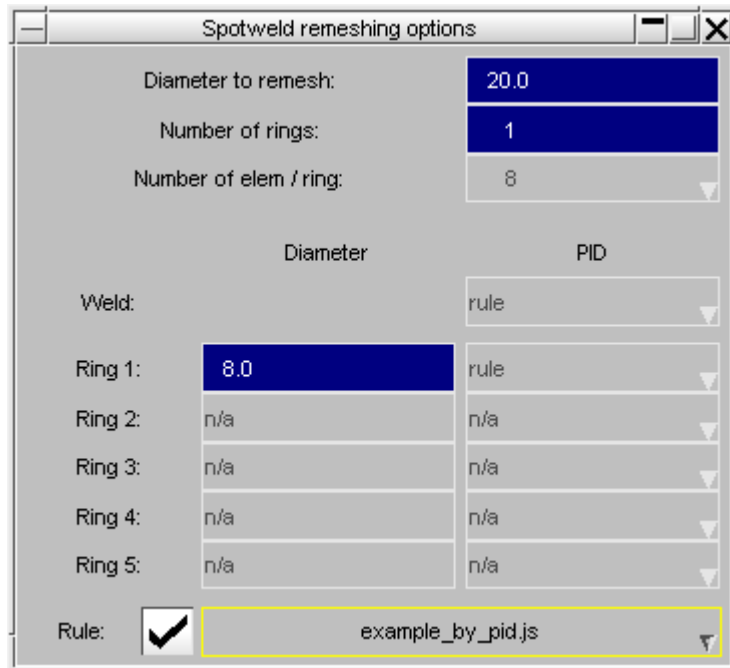 Spotweld remeshing options
Diameter to remesh: 20.0
Number of rings: 1
Number of elem / ring: 8
Diameter PID
Weld: rule
Ring 1: 8.0 rule
Ring 2: n/a n/a
Ring 3: n/a n/a
Ring 4: n/a n/a
Ring 5: n/a n/a
Rule: example_by_pid.js